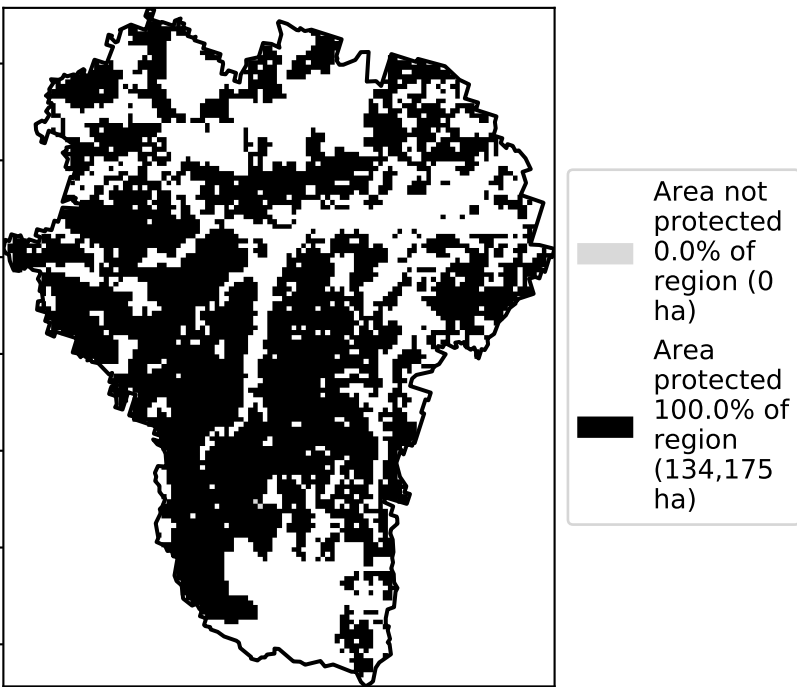 Area not
protected
0.0% of
region (0
ha)
Area
protected
100.0% of
region
(134,175
ha)